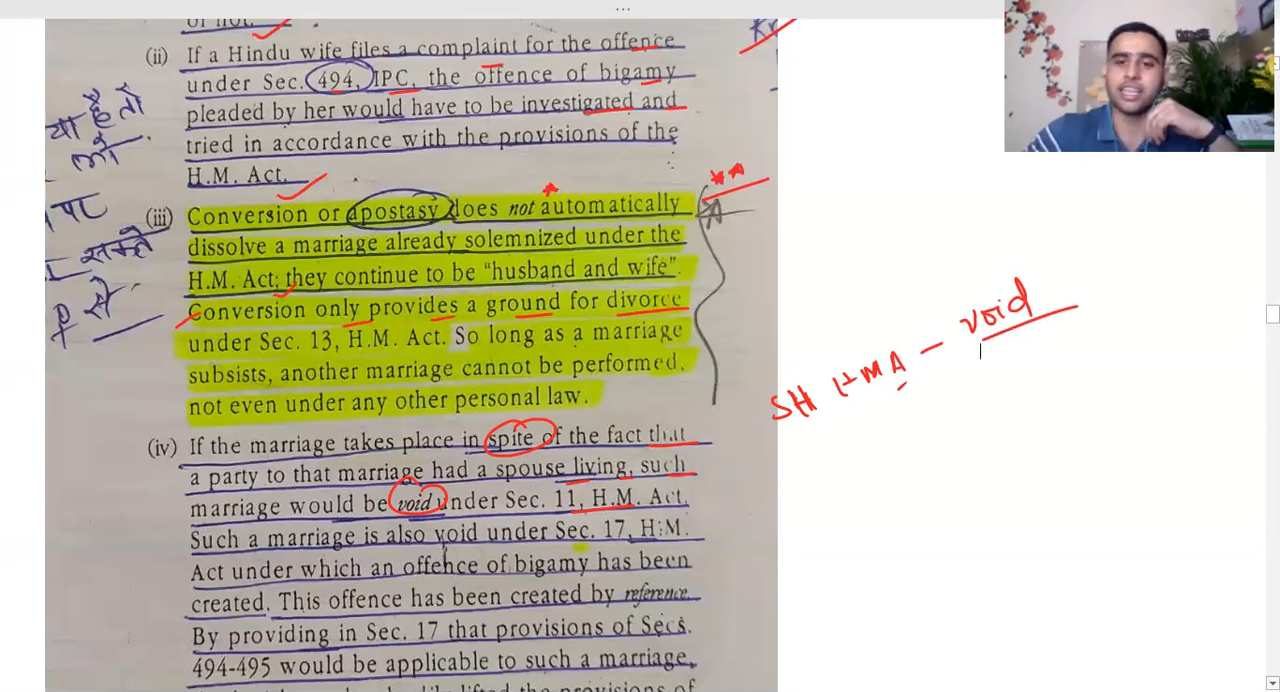 or not.
(ii) If a Hindu wife files a complaint for the offence
under Sec. 494, IPC, the offence of bigamy
pleaded by her would have to be investigated and
tried in accordance with the provisions of the
H.M. Act.
(iii) Conversion or apostasy does not automatically
dissolve a marriage already solemnized under the
H.M. Act; they continue to be “husband and wife”.
Conversion only provides a ground for divorce
under Sec. 13, H.M. Act. So long as a marriage
subsists, another marriage cannot be performed,
not even under any other personal law.
(iv) If the marriage takes place in spite of the fact that
a party to that marriage had a spouse living, such
marriage would be void under Sec. 11, H.M. Act.
Such a marriage is also void under Sec. 17, H.M.
Act under which an offence of bigamy has been
created. This offence has been created by reference.
By providing in Sec. 17 that provisions of Secs.
494-495 would be applicable to such a marriage,
SH HMA – void